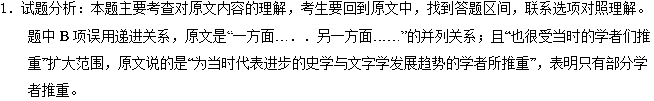 1．试题分析：本题主要考查对原文内容的理解，考生要回到原文中，找到答题区间，联系选项对照理解。
题中 B 项误用递进关系，原文是“一方面…．．另一方面……”的并列关系；且“也很受当时的学者们推
重”扩大范围，原文说的是“为当时代表进步的史学与文字学发展趋势的学者所推重”，表明只有部分学
者推重。